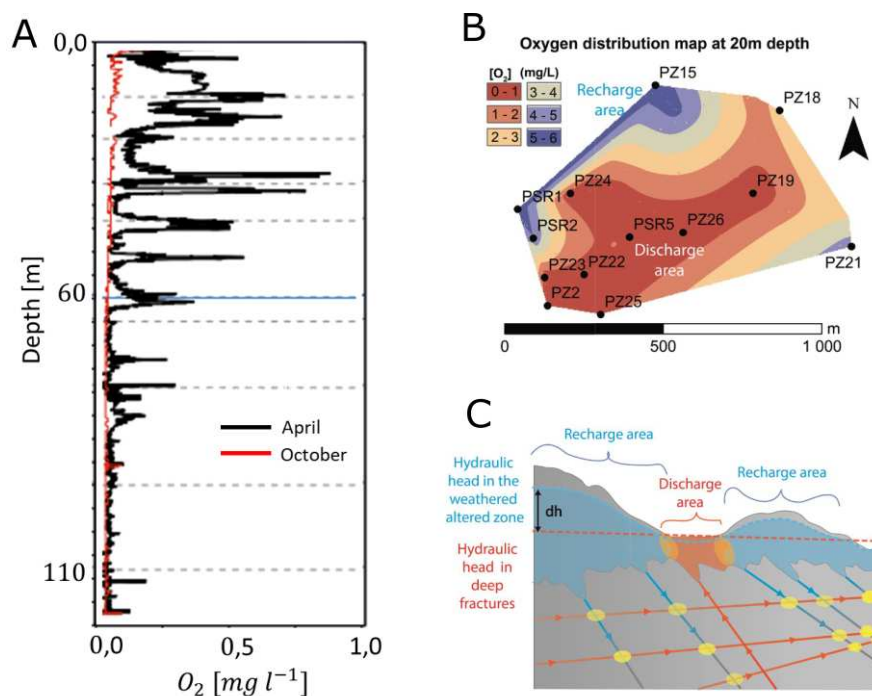 A
0,0
60
110
Depth [m]
April
October
0,0
0,5
1,0
O₂ [mg l⁻¹]
B
Oxygen distribution map at 20m depth
[O₂] (mg/L)
0 - 1
3 - 4
1 - 2
4 - 5
2 - 3
5 - 6
Recharge
area
PZ15
PZ18
N
PZ24
PZ19
PSR1
PSR2
PSR5
PZ26
Discharge
area
PZ21
PZ23
PZ22
PZ2
PZ25
0
500
1 000
m
C
Recharge area
Recharge area
Discharge
area
Hydraulic
head in the
weathered
altered zone
dh
Hydraulic
head in
deep
fractures